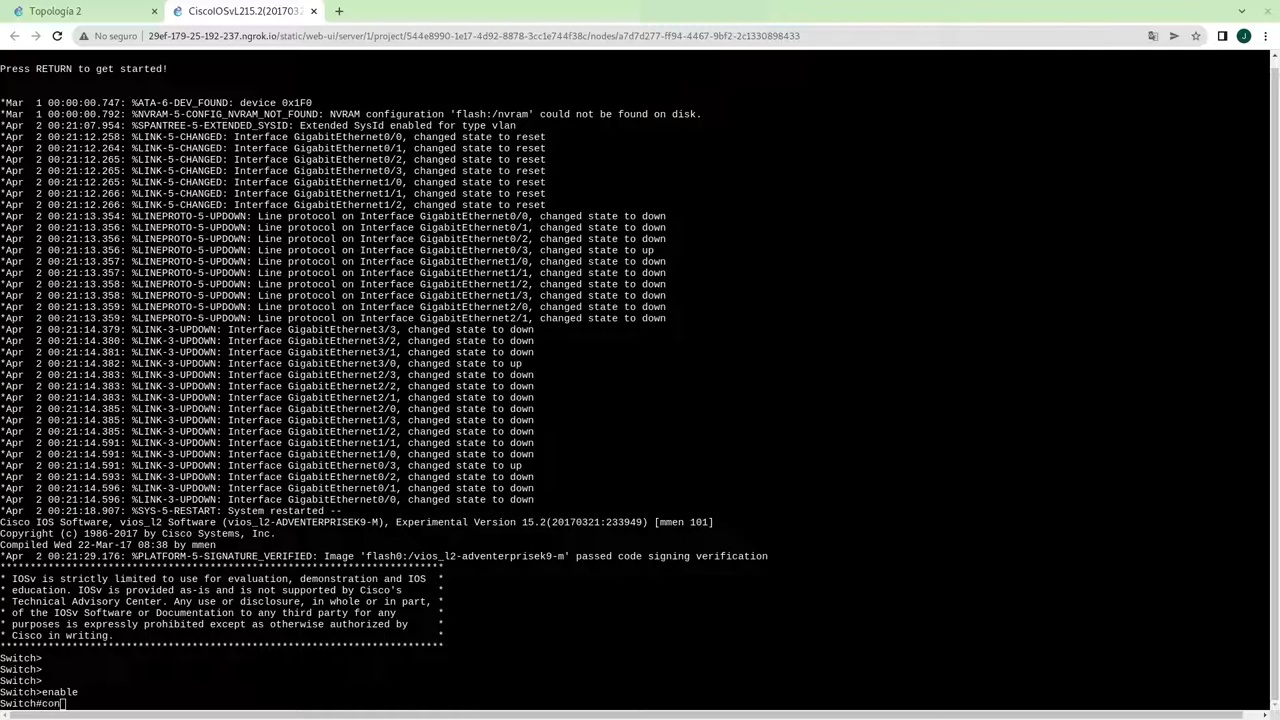 Topología 2
CiscoIOSvL215.2(2017032
No seguro
29ef-179-25-192-237.ngrok.io/static/web-ui/server/1/project/544e8990-1e17-4d92-8878-3cc1e744f38c/nodes/a7d7d277-ff94-4467-9bf2-2c1330898433
J
Press RETURN to get started!
*Mar  1 00:00:00.747: %ATA-6-DEV_FOUND: device 0x1F0
*Mar  1 00:00:00.792: %NVRAM-5-CONFIG_NVRAM_NOT_FOUND: NVRAM configuration 'flash:/nvram' could not be found on disk.
*Apr  2 00:21:07.954: %SPANTREE-5-EXTENDED_SYSID: Extended SysId enabled for type vlan
*Apr  2 00:21:12.258: %LINK-5-CHANGED: Interface GigabitEthernet0/0, changed state to reset
*Apr  2 00:21:12.264: %LINK-5-CHANGED: Interface GigabitEthernet0/1, changed state to reset
*Apr  2 00:21:12.265: %LINK-5-CHANGED: Interface GigabitEthernet0/2, changed state to reset
*Apr  2 00:21:12.265: %LINK-5-CHANGED: Interface GigabitEthernet0/3, changed state to reset
*Apr  2 00:21:12.265: %LINK-5-CHANGED: Interface GigabitEthernet1/0, changed state to reset
*Apr  2 00:21:12.266: %LINK-5-CHANGED: Interface GigabitEthernet1/1, changed state to reset
*Apr  2 00:21:12.266: %LINK-5-CHANGED: Interface GigabitEthernet1/2, changed state to reset
*Apr  2 00:21:13.354: %LINEPROTO-5-UPDOWN: Line protocol on Interface GigabitEthernet0/0, changed state to down
*Apr  2 00:21:13.356: %LINEPROTO-5-UPDOWN: Line protocol on Interface GigabitEthernet0/1, changed state to down
*Apr  2 00:21:13.356: %LINEPROTO-5-UPDOWN: Line protocol on Interface GigabitEthernet0/2, changed state to down
*Apr  2 00:21:13.356: %LINEPROTO-5-UPDOWN: Line protocol on Interface GigabitEthernet0/3, changed state to up
*Apr  2 00:21:13.357: %LINEPROTO-5-UPDOWN: Line protocol on Interface GigabitEthernet1/0, changed state to down
*Apr  2 00:21:13.357: %LINEPROTO-5-UPDOWN: Line protocol on Interface GigabitEthernet1/1, changed state to down
*Apr  2 00:21:13.358: %LINEPROTO-5-UPDOWN: Line protocol on Interface GigabitEthernet1/2, changed state to down
*Apr  2 00:21:13.358: %LINEPROTO-5-UPDOWN: Line protocol on Interface GigabitEthernet1/3, changed state to down
*Apr  2 00:21:13.359: %LINEPROTO-5-UPDOWN: Line protocol on Interface GigabitEthernet2/0, changed state to down
*Apr  2 00:21:13.359: %LINEPROTO-5-UPDOWN: Line protocol on Interface GigabitEthernet2/1, changed state to down
*Apr  2 00:21:14.379: %LINK-3-UPDOWN: Interface GigabitEthernet3/3, changed state to down
*Apr  2 00:21:14.380: %LINK-3-UPDOWN: Interface GigabitEthernet3/2, changed state to down
*Apr  2 00:21:14.381: %LINK-3-UPDOWN: Interface GigabitEthernet3/1, changed state to down
*Apr  2 00:21:14.382: %LINK-3-UPDOWN: Interface GigabitEthernet3/0, changed state to up
*Apr  2 00:21:14.383: %LINK-3-UPDOWN: Interface GigabitEthernet2/3, changed state to down
*Apr  2 00:21:14.383: %LINK-3-UPDOWN: Interface GigabitEthernet2/2, changed state to down
*Apr  2 00:21:14.383: %LINK-3-UPDOWN: Interface GigabitEthernet2/1, changed state to down
*Apr  2 00:21:14.385: %LINK-3-UPDOWN: Interface GigabitEthernet2/0, changed state to down
*Apr  2 00:21:14.385: %LINK-3-UPDOWN: Interface GigabitEthernet1/3, changed state to down
*Apr  2 00:21:14.385: %LINK-3-UPDOWN: Interface GigabitEthernet1/2, changed state to down
*Apr  2 00:21:14.591: %LINK-3-UPDOWN: Interface GigabitEthernet1/1, changed state to down
*Apr  2 00:21:14.591: %LINK-3-UPDOWN: Interface GigabitEthernet1/0, changed state to down
*Apr  2 00:21:14.591: %LINK-3-UPDOWN: Interface GigabitEthernet0/3, changed state to up
*Apr  2 00:21:14.593: %LINK-3-UPDOWN: Interface GigabitEthernet0/2, changed state to down
*Apr  2 00:21:14.596: %LINK-3-UPDOWN: Interface GigabitEthernet0/1, changed state to down
*Apr  2 00:21:14.596: %LINK-3-UPDOWN: Interface GigabitEthernet0/0, changed state to down
*Apr  2 00:21:18.907: %SYS-5-RESTART: System restarted --
Cisco IOS Software, vios_l2 Software (vios_l2-ADVENTERPRISEK9-M), Experimental Version 15.2(20170321:233949) [mmen 101]
Copyright (c) 1986-2017 by Cisco Systems, Inc.
Compiled Wed 22-Mar-17 08:38 by mmen
*Apr  2 00:21:29.176: %PLATFORM-5-SIGNATURE_VERIFIED: Image 'flash0:/vios_l2-adventerprisek9-m' passed code signing verification
**************************************************************************
* IOSv is strictly limited to use for evaluation, demonstration and IOS  *
* education. IOSv is provided as-is and is not supported by Cisco's      *
* Technical Advisory Center. Any use or disclosure, in whole or in part, *
* of the IOSv Software or Documentation to any third party for any       *
* purposes is expressly prohibited except as otherwise authorized by     *
* Cisco in writing.                                                      *
**************************************************************************
Switch>
Switch>
Switch>
Switch>enable
Switch#con